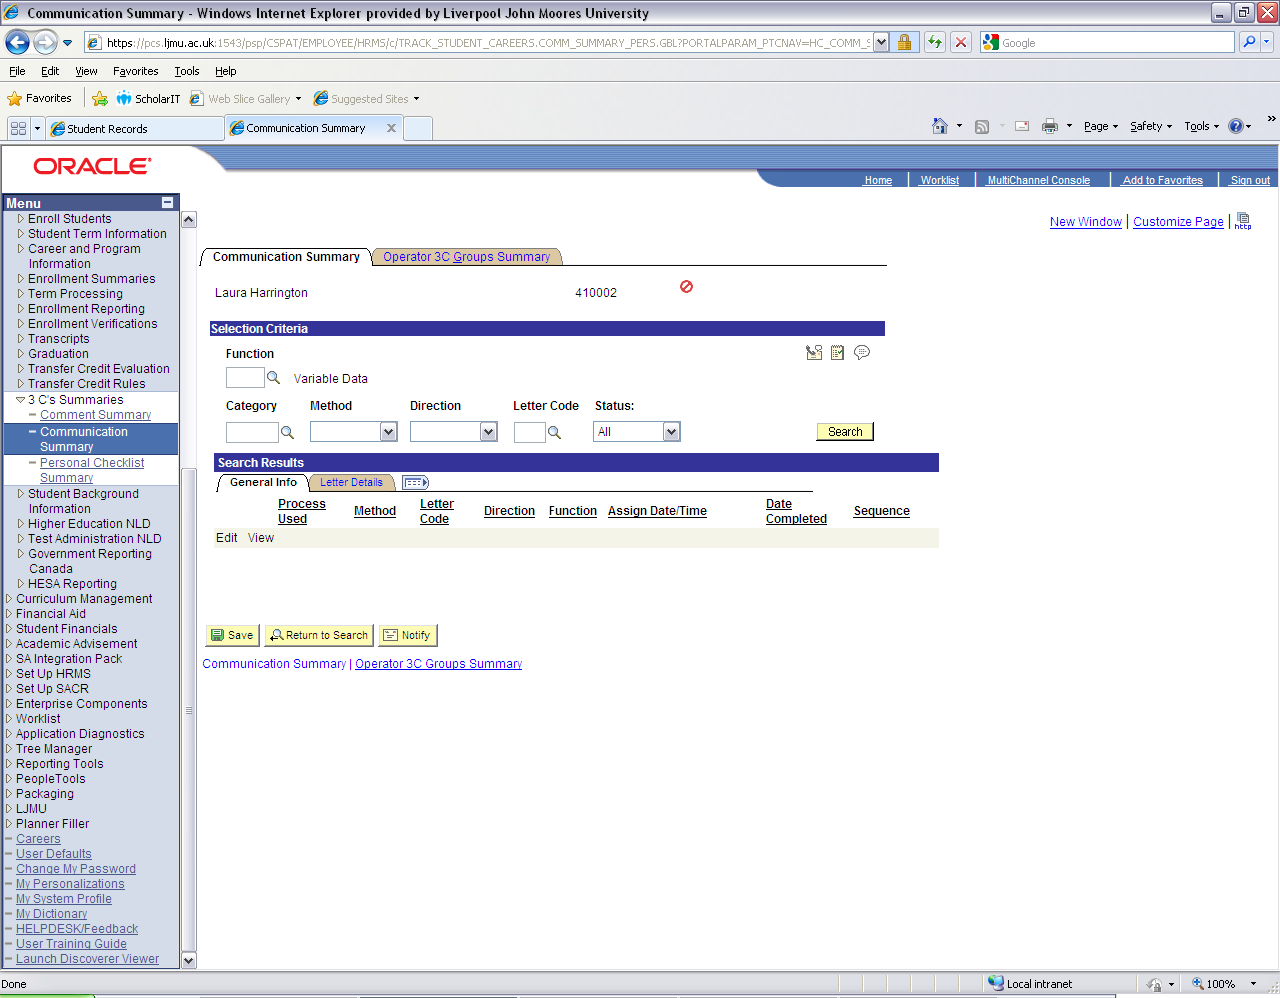 Communication Summary - Windows Internet Explorer provided by Liverpool John Moores University
https://pcs.ljmu.ac.uk:1543/psp/CSPAT/EMPLOYEE/HRMS/c/TRACK_STUDENT_CAREERS.COMM_SUMMARY_PERS.GBL?PORTALPARAM_PTCNAV=HC_COMM_S
Google
File Edit View Favorites Tools Help
Favorites ScholarIT Web Slice Gallery Suggested Sites
Student Records Communication Summary X Page Safety Tools
ORACLE
Home Worklist MultiChannel Console Add to Favorites Sign out
Menu
Enroll Students
Student Term Information
Career and Program
Information
Enrollment Summaries
Term Processing
Enrollment Reporting
Enrollment Verifications
Transcripts
Graduation
Transfer Credit Evaluation
Transfer Credit Rules
3 C's Summaries
Comment Summary
Communication
Summary
Personal Checklist
Summary
Student Background
Information
Higher Education NLD
Test Administration NLD
Government Reporting
Canada
HESA Reporting
Curriculum Management
Financial Aid
Student Financials
Academic Advisement
SA Integration Pack
Set Up HRMS
Set Up SACR
Enterprise Components
Worklist
Application Diagnostics
Tree Manager
Reporting Tools
PeopleTools
Packaging
LJMU
Planner Filler
Careers
User Defaults
Change My Password
My Personalizations
My System Profile
My Dictionary
HELPDESK/Feedback
User Training Guide
Launch Discoverer Viewer
New Window | Customize Page | http
Communication Summary Operator 3C Groups Summary
Laura Harrington 410002
Selection Criteria
Function
Variable Data
Category Method Direction Letter Code Status:
All Search
Search Results
General Info Letter Details
Process Used Method Letter Code Direction Function Assign Date/Time Date Completed Sequence
Edit View
Save Return to Search Notify
Communication Summary | Operator 3C Groups Summary
Done Local intranet 100%